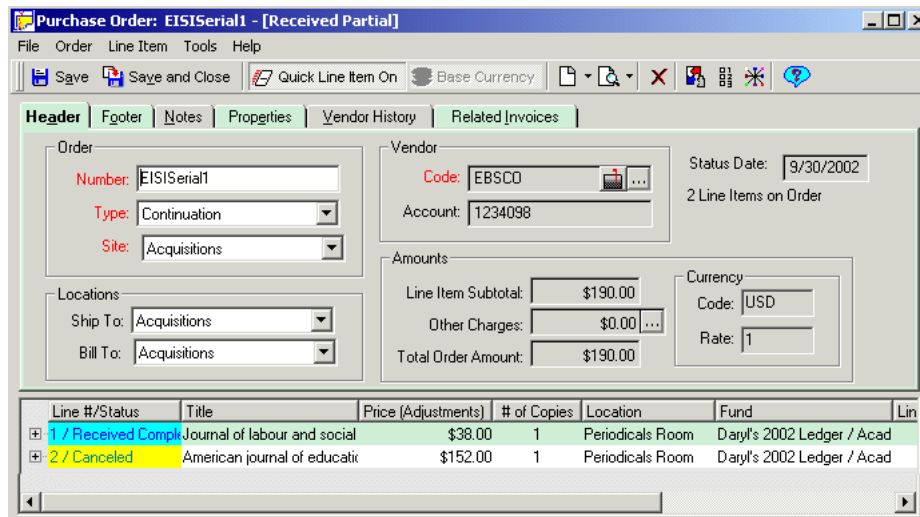 Purchase Order: EISISerial1 - [Received Partial]
File Order Line Item Tools Help
Save Save and Close Quick Line Item On Base Currency
Header Footer Notes Properties Vendor History Related Invoices
Order
Number: EISISerial1
Type: Continuation
Site: Acquisitions
Vendor
Code: EBSCO ...
Account: 1234098
Status Date: 9/30/2002
2 Line Items on Order
Locations
Ship To: Acquisitions
Bill To: Acquisitions
Amounts
Line Item Subtotal: $190.00
Other Charges: $0.00 ...
Total Order Amount: $190.00
Currency
Code: USD
Rate: 1
Line #/Status Title Price (Adjustments) # of Copies Location Fund Lin
1 / Received Comple Journal of labour and social $38.00 1 Periodicals Room Daryl's 2002 Ledger / Acad
2 / Canceled American journal of educatic $152.00 1 Periodicals Room Daryl's 2002 Ledger / Acad